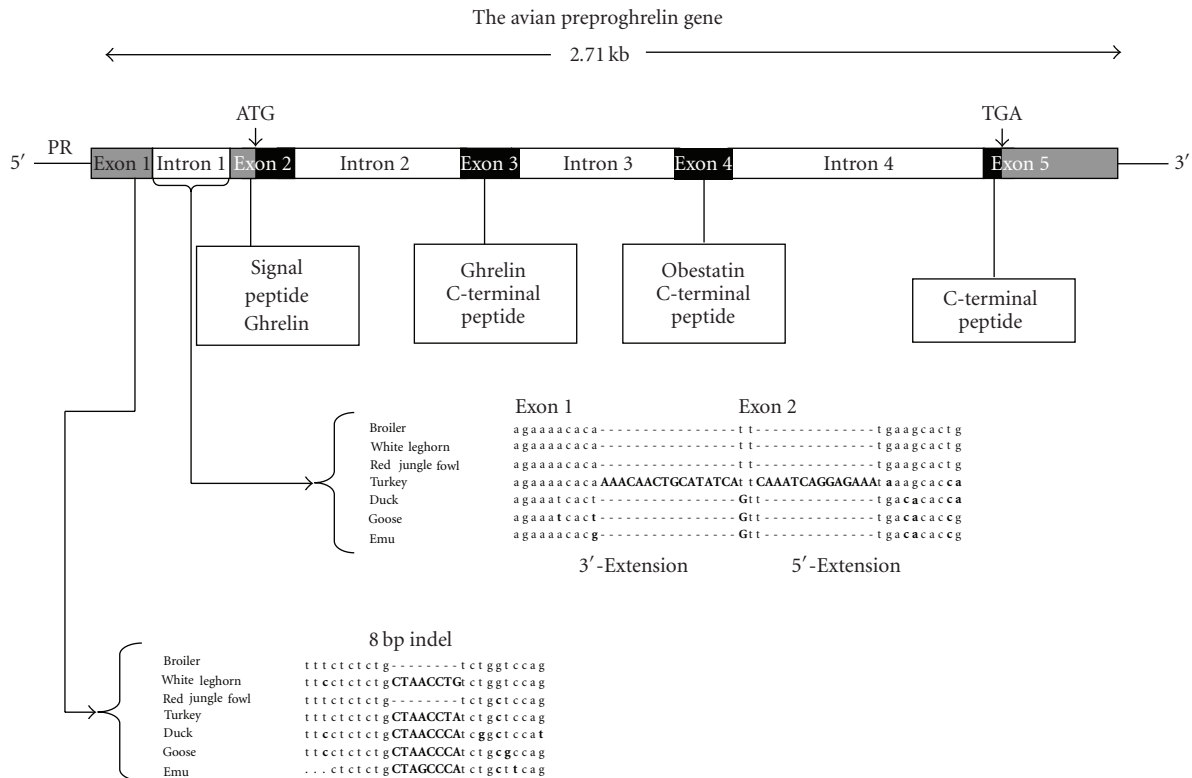 The avian preproghrelin gene
2.71 kb
ATG
TGA
5′
PR
Exon 1
Intron 1
Exon 2
Intron 2
Exon 3
Intron 3
Exon 4
Intron 4
Exon 5
3′
Signal
peptide
Ghrelin
Ghrelin
C-terminal
peptide
Obestatin
C-terminal
peptide
C-terminal
peptide
Exon 1 Exon 2
Broiler agaaaacaca----------------tt--------------tgaagcactg
White leghorn agaaaacaca----------------tt--------------tgaagcactg
Red jungle fowl agaaaacaca----------------tt--------------tgaagcactg
Turkey agaaaacacaAAACAACTGCATATCAttCAAATCAGGAGAAAtaaagcacca
Duck agaaatcact----------------Gtt-------------tgacacacca
Goose agaaatcact----------------Gtt-------------tgacacaccg
Emu agaaaacacg----------------Gtt-------------tgacacaccg
3′-Extension 5′-Extension
8 bp indel
Broiler tttctctctg--------tctggtccag
White leghorn ttcctctctgCTAACCTGtctggtccag
Red jungle fowl tttctctctg--------tctgctccag
Turkey tttctctctgCTAACCTAtctgctccag
Duck ttcctctctgCTAACCCAtcggctccat
Goose ttcctctctgCTAACCCAtctgcgccag
Emu ...ctctctgCTAGCCCAtctgcttcag